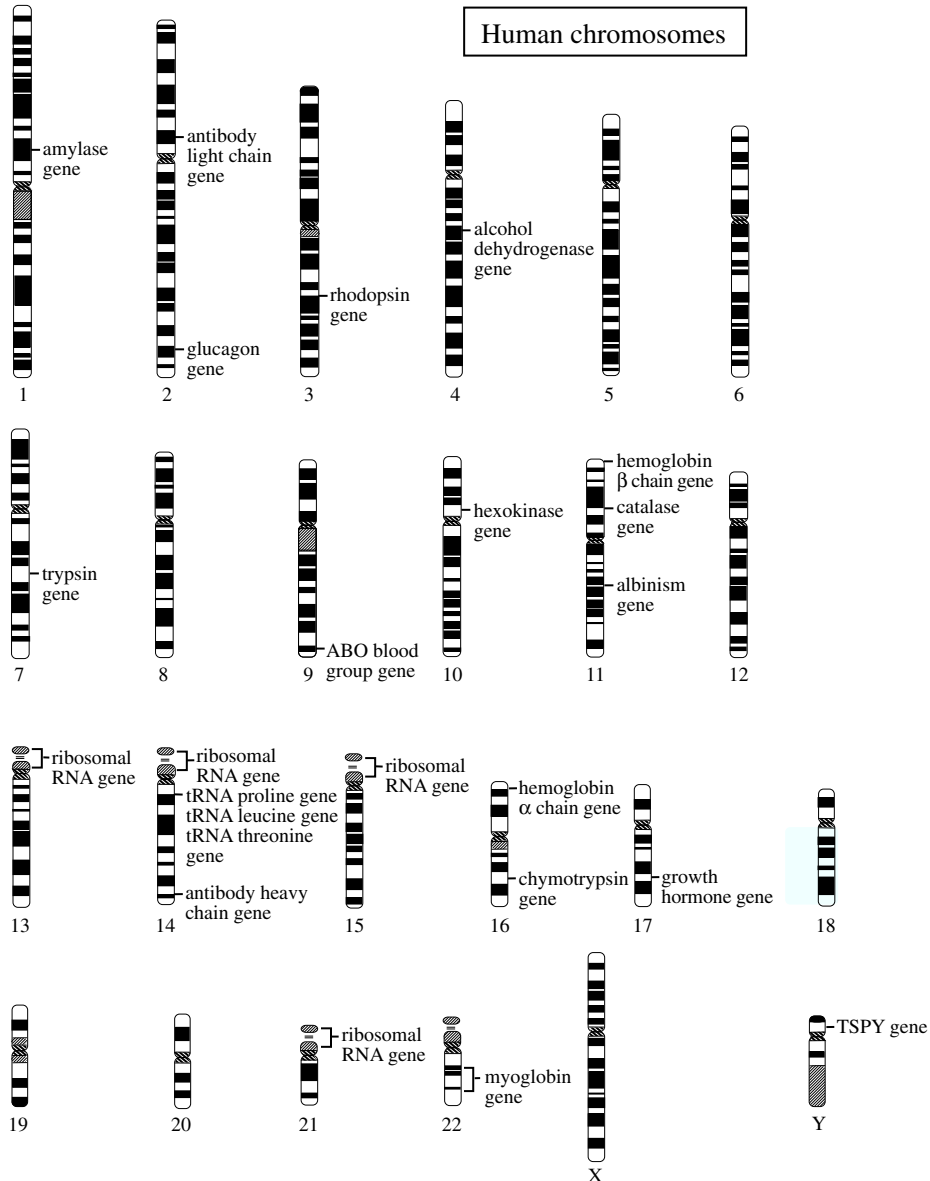 Human chromosomes
amylase
gene
antibody
light chain
gene
glucagon
gene
rhodopsin
gene
alcohol
dehydrogenase
gene
1
2
3
4
5
6
trypsin
gene
ABO blood
group gene
hexokinase
gene
hemoglobin
β chain gene
catalase
gene
albinism
gene
7
8
9
10
11
12
ribosomal
RNA gene
ribosomal
RNA gene
tRNA proline gene
tRNA leucine gene
tRNA threonine
gene
antibody heavy
chain gene
ribosomal
RNA gene
hemoglobin
α chain gene
chymotrypsin
gene
growth
hormone gene
13
14
15
16
17
18
ribosomal
RNA gene
myoglobin
gene
TSPY gene
19
20
21
22
X
Y